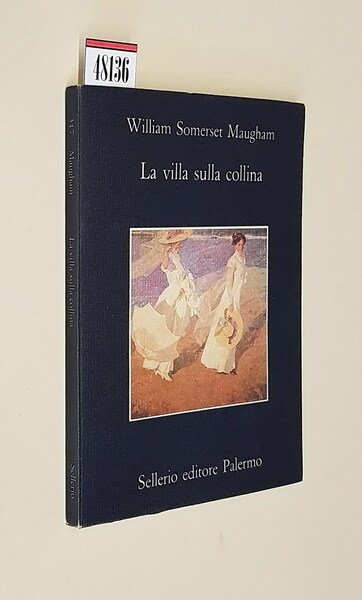 48136
William Somerset Maugham
La villa sulla collina
Sellerio editore Palermo
347
Maugham
La villa sulla collina
Sellerio